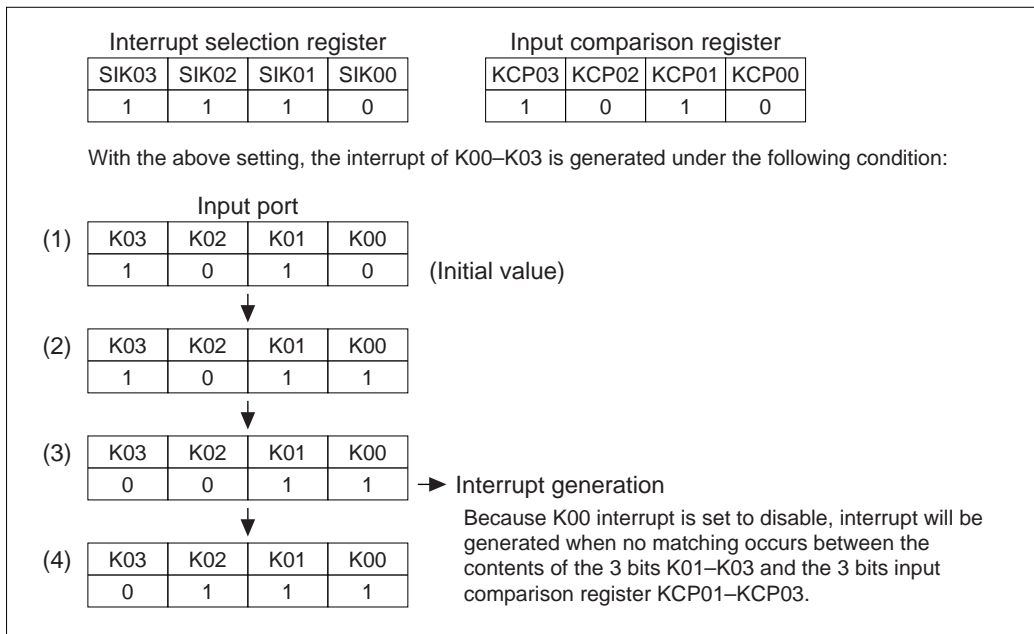 Interrupt selection register
SIK03 SIK02 SIK01 SIK00
1 1 1 0
Input comparison register
KCP03 KCP02 KCP01 KCP00
1 0 1 0
With the above setting, the interrupt of K00–K03 is generated under the following condition:
Input port
(1)
K03 K02 K01 K00
1 0 1 0
(Initial value)
(2)
K03 K02 K01 K00
1 0 1 1
(3)
K03 K02 K01 K00
0 0 1 1
Interrupt generation
Because K00 interrupt is set to disable, interrupt will be
generated when no matching occurs between the
contents of the 3 bits K01–K03 and the 3 bits input
comparison register KCP01–KCP03.
(4)
K03 K02 K01 K00
0 1 1 1